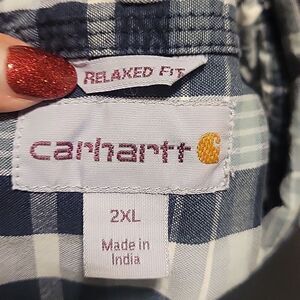 RELAXED FIT
carhartt
2XL
Made in
India